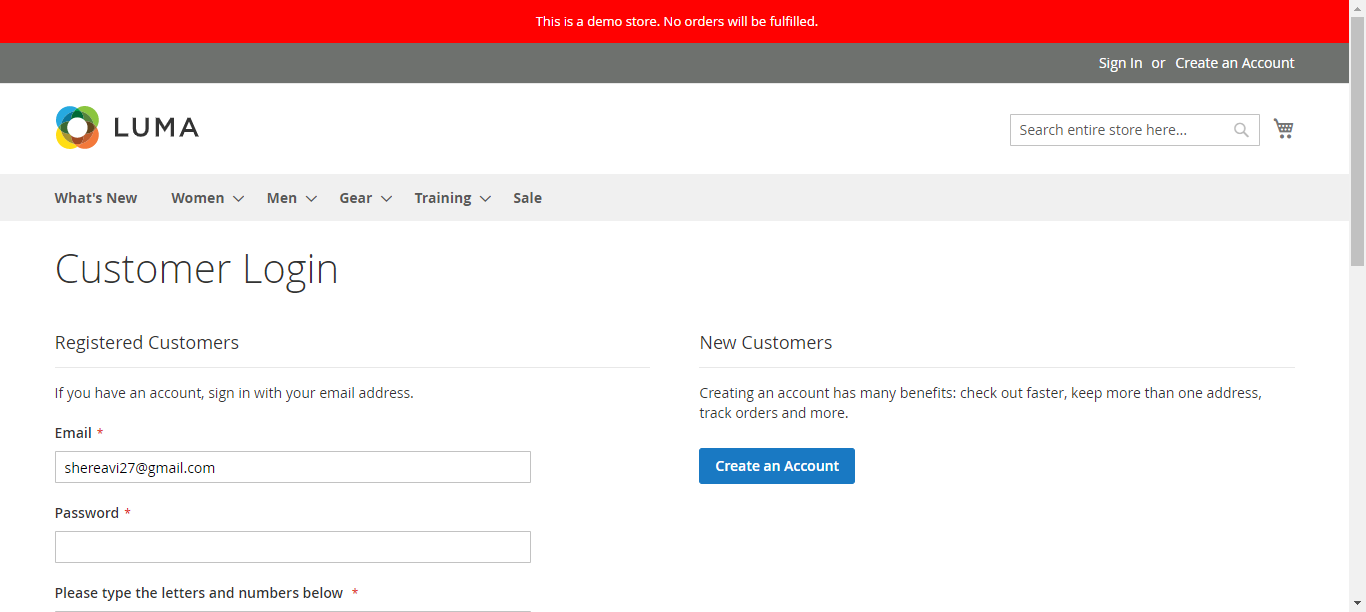 This is a demo store. No orders will be fulfilled.
Sign In or Create an Account
LUMA
Search entire store here...
What's New Women Men Gear Training Sale
Customer Login
Registered Customers
If you have an account, sign in with your email address.
Email *
shereavi27@gmail.com
Password *
Please type the letters and numbers below *
New Customers
Creating an account has many benefits: check out faster, keep more than one address,
track orders and more.
Create an Account